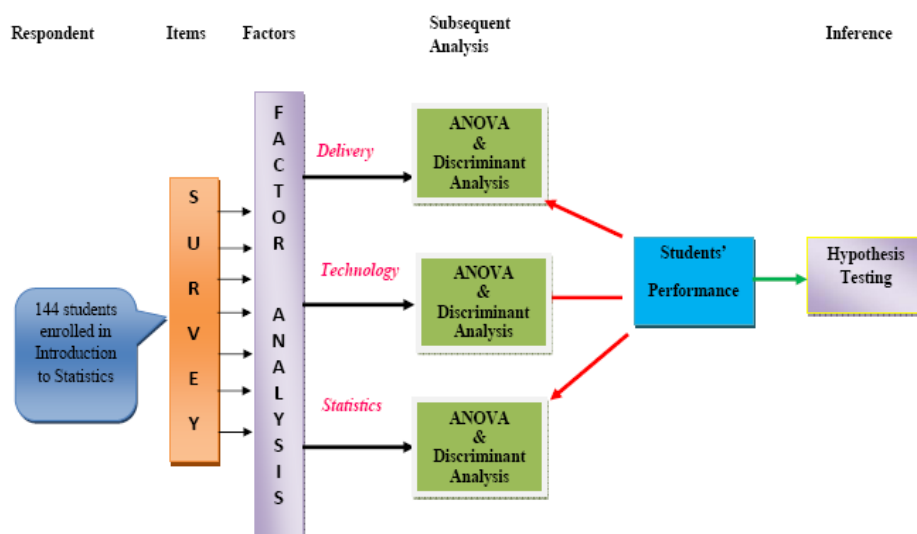 Respondent
Items
Factors
Subsequent
Analysis
Inference
144 students
enrolled in
Introduction
to Statistics
S
U
R
V
E
Y
F
A
C
T
O
R
A
N
A
L
Y
S
I
S
Delivery
Technology
Statistics
ANOVA
&
Discriminant
Analysis
ANOVA
&
Discriminant
Analysis
ANOVA
&
Discriminant
Analysis
Students’
Performance
Hypothesis
Testing